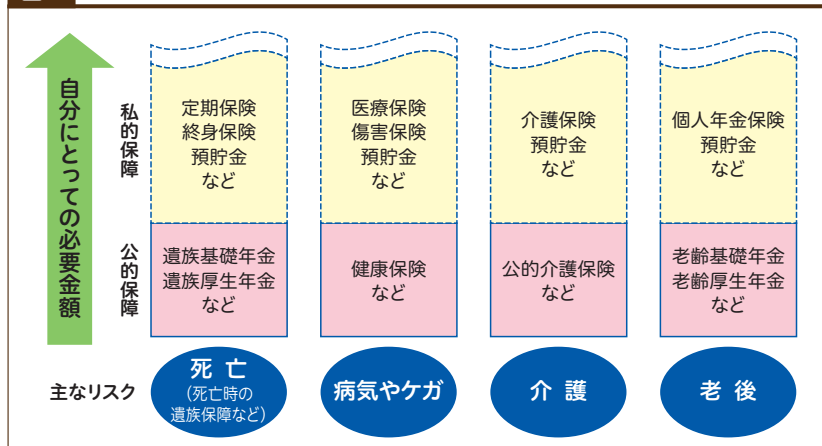 自分にとっての必要金額
私的保障
定期保険
終身保険
預貯金
など
医療保険
傷害保険
預貯金
など
介護保険
預貯金
など
個人年金保険
預貯金
など
公的保障
遺族基礎年金
遺族厚生年金
など
健康保険
など
公的介護保険
など
老齢基礎年金
老齢厚生年金
など
主なリスク
死亡
(死亡時の
遺族保障など)
病気やケガ
介護
老後